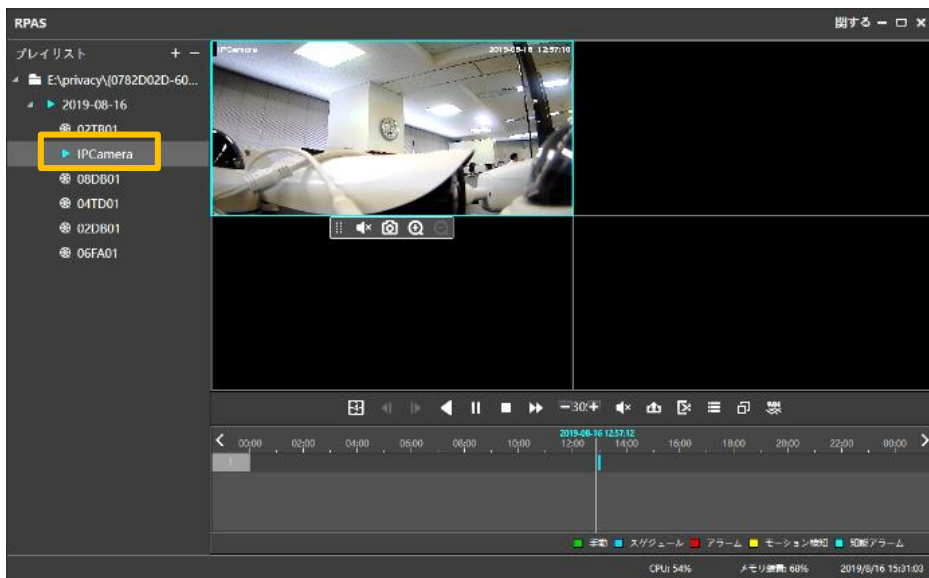 RPAS 関する
プレイリスト
E:\privacy\{0782D02D-60...
2019-08-16
02TB01
IPCamera
08DB01
04TD01
02DB01
06FA01
IPCamera 2019-08-16 12:57:10
30
2019-08-16 12:57:12
00:00 02:00 04:00 06:00 08:00 10:00 12:00 14:00 16:00 18:00 20:00 22:00 00:00
1
手動 スケジュール アラーム モーション検知 知能アラーム
CPU: 54% メモリ消費: 68% 2019/8/16 15:31:03